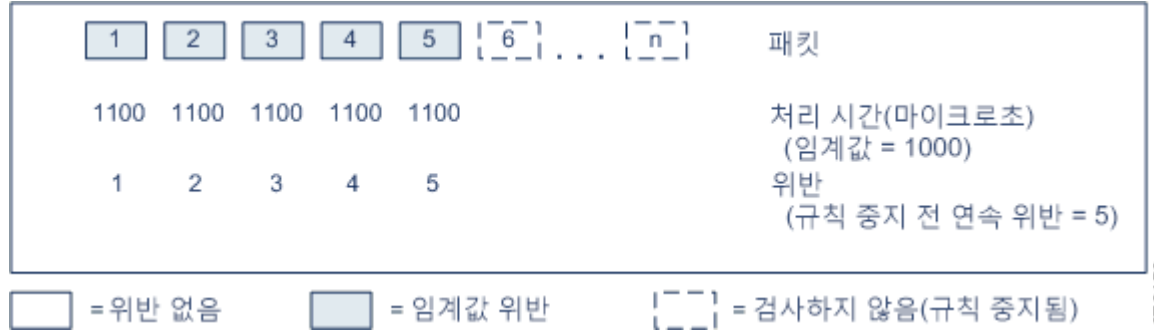 1 2 3 4 5 6 . . . n 패킷
1100 1100 1100 1100 1100 처리 시간(마이크로초)
(임계값 = 1000)
1 2 3 4 5 위반
(규칙 중지 전 연속 위반 = 5)
= 위반 없음 = 임계값 위반 = 검사하지 않음(규칙 중지됨)